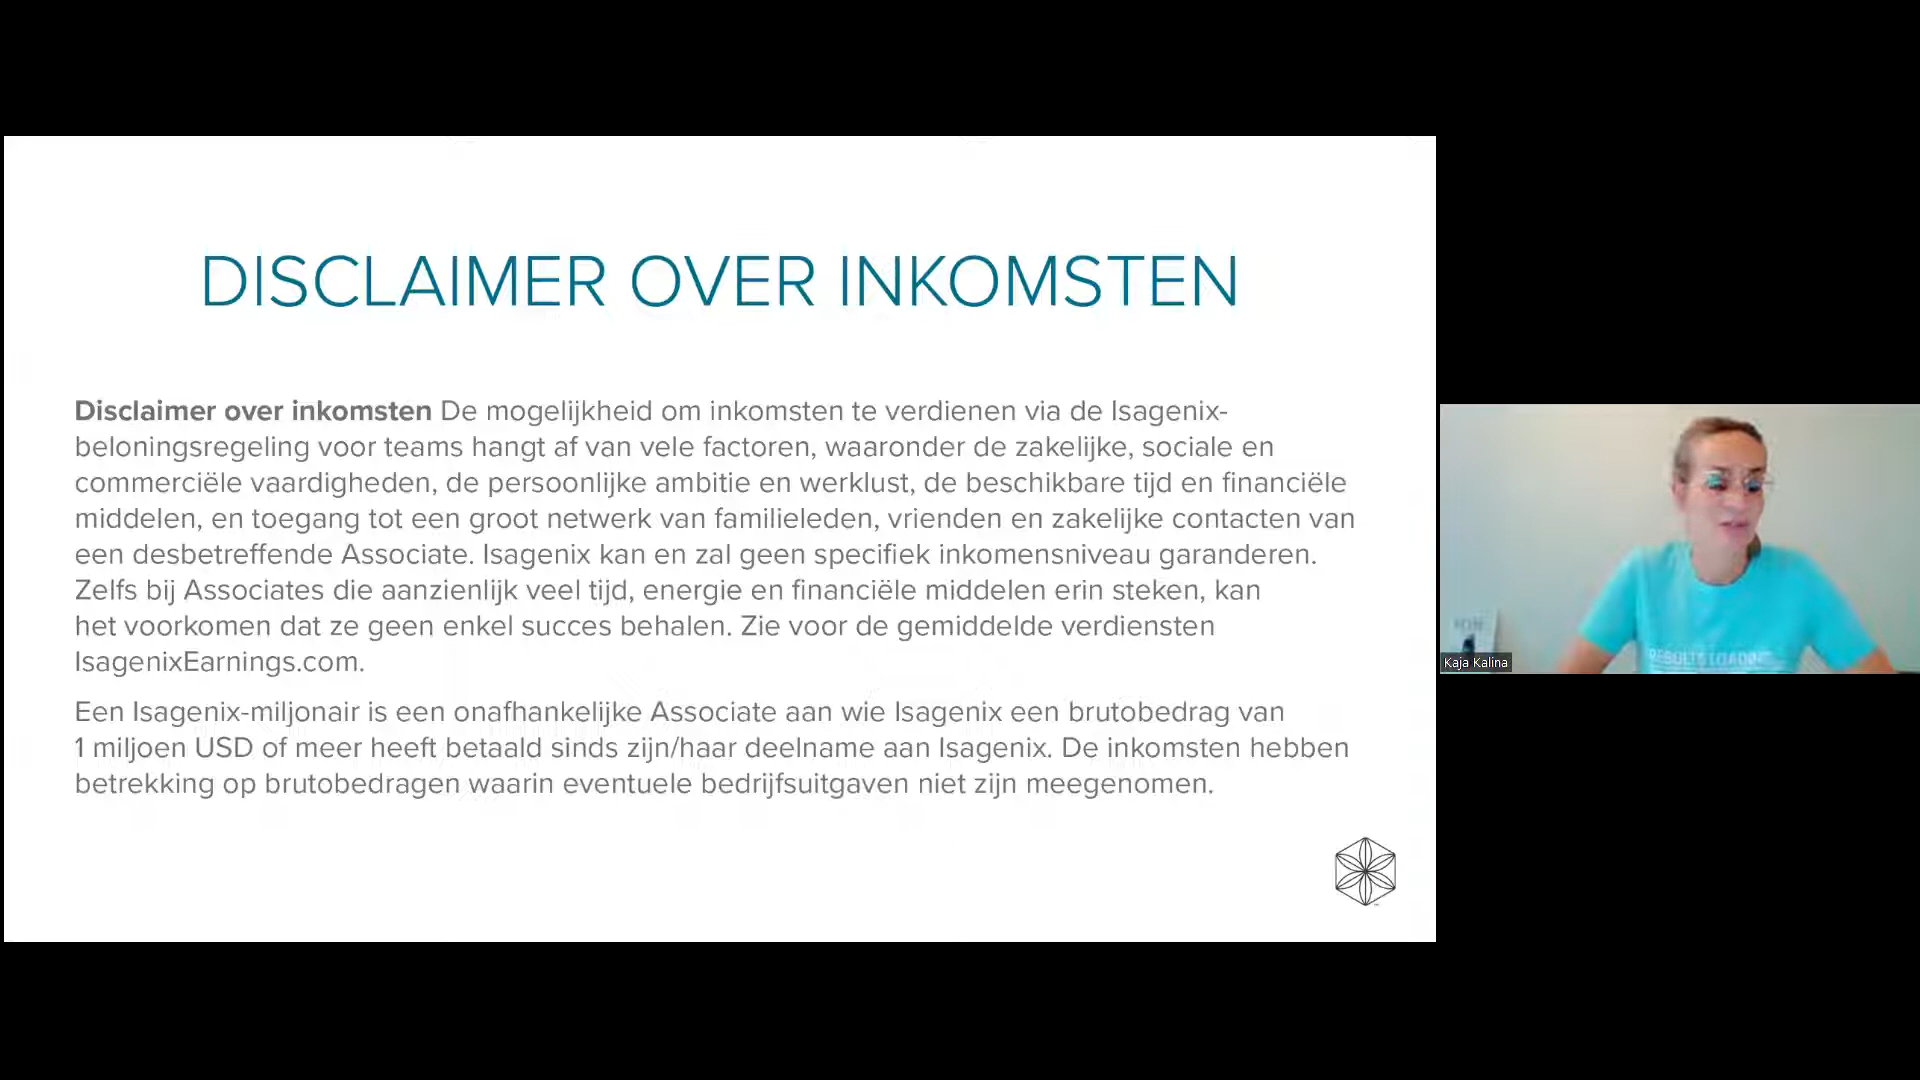 DISCLAIMER OVER INKOMSTEN
Disclaimer over inkomsten De mogelijkheid om inkomsten te verdienen via de Isagenix-
beloningsregeling voor teams hangt af van vele factoren, waaronder de zakelijke, sociale en
commerciële vaardigheden, de persoonlijke ambitie en werklust, de beschikbare tijd en financiële
middelen, en toegang tot een groot netwerk van familieleden, vrienden en zakelijke contacten van
een desbetreffende Associate. Isagenix kan en zal geen specifiek inkomensniveau garanderen.
Zelfs bij Associates die aanzienlijk veel tijd, energie en financiële middelen erin steken, kan
het voorkomen dat ze geen enkel succes behalen. Zie voor de gemiddelde verdiensten
IsagenixEarnings.com.
Een Isagenix-miljonair is een onafhankelijke Associate aan wie Isagenix een brutobedrag van
1 miljoen USD of meer heeft betaald sinds zijn/haar deelname aan Isagenix. De inkomsten hebben
betrekking op brutobedragen waarin eventuele bedrijfsuitgaven niet zijn meegenomen.
RESULTS LOADING
Kaja Kalina